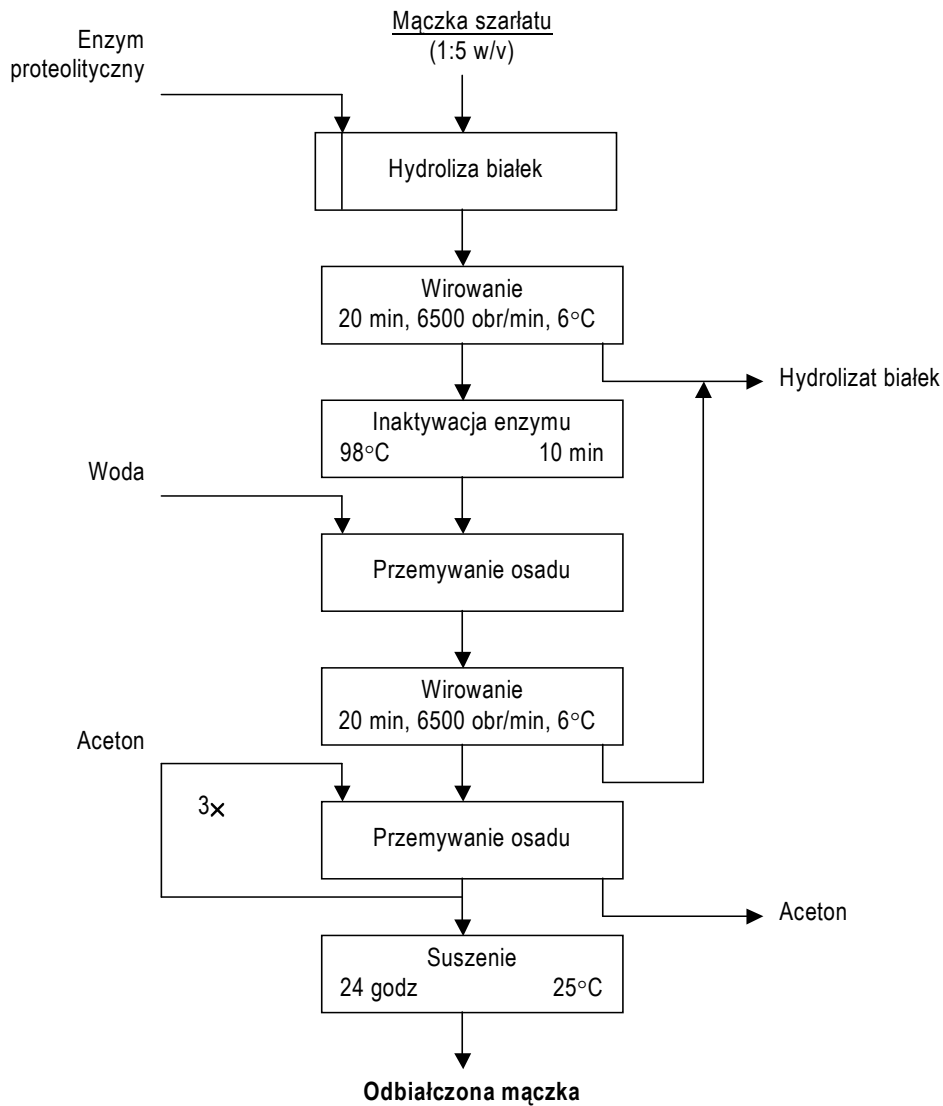 Mączka szarłatu
(1:5 w/v)
Enzym
proteolityczny
Hydroliza białek
Wirowanie
20 min, 6500 obr/min, 6°C
Hydrolizat białek
Inaktywacja enzymu
98°C 10 min
Woda
Przemywanie osadu
Wirowanie
20 min, 6500 obr/min, 6°C
Aceton
3×
Przemywanie osadu
Aceton
Suszenie
24 godz 25°C
Odbiałczona mączka